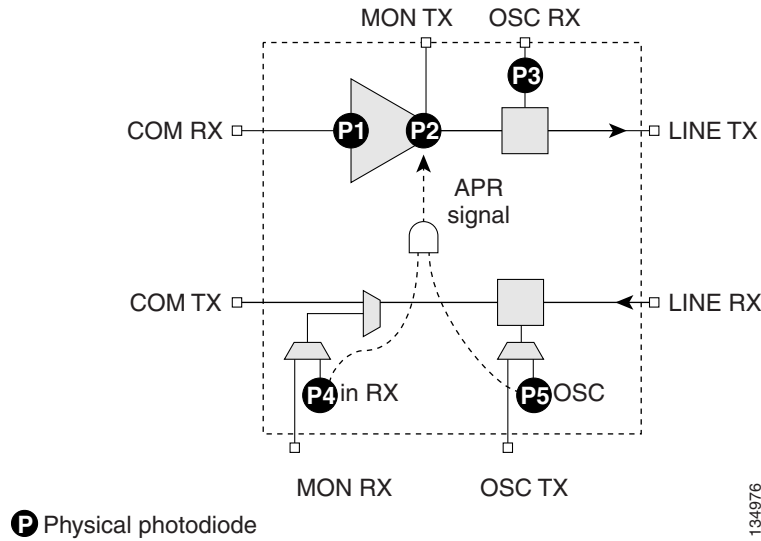 MON TX OSC RX
P3
COM RX P1 P2 LINE TX
APR
signal
COM TX LINE RX
P4 in RX P5 OSC
MON RX OSC TX
P Physical photodiode
134976